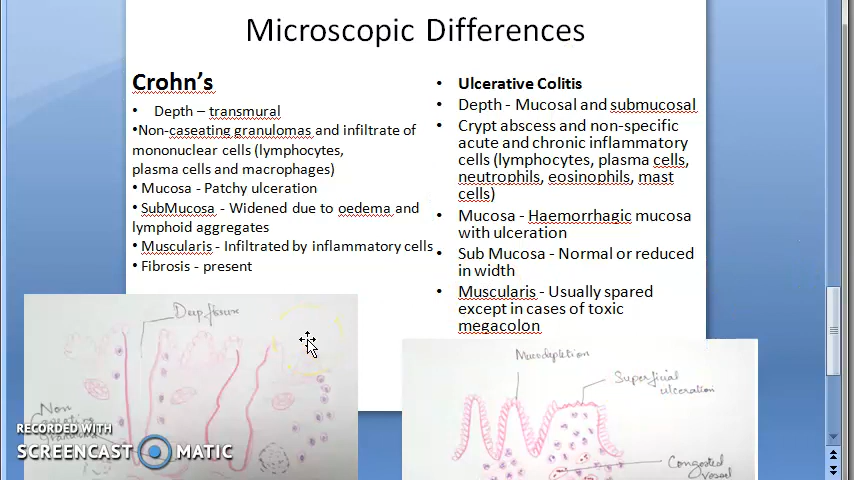 Microscopic Differences
Crohn's
• Depth – transmural
•Non-caseating granulomas and infiltrate of
mononuclear cells (lymphocytes,
plasma cells and macrophages)
• Mucosa - Patchy ulceration
• SubMucosa - Widened due to oedema and
lymphoid aggregates
• Muscularis - Infiltrated by inflammatory cells
• Fibrosis - present
• Ulcerative Colitis
• Depth - Mucosal and submucosal
• Crypt abscess and non-specific
acute and chronic inflammatory
cells (lymphocytes, plasma cells,
neutrophils, eosinophils, mast
cells)
• Mucosa - Haemorrhagic mucosa
with ulceration
• Sub Mucosa - Normal or reduced
in width
• Muscularis - Usually spared
except in cases of toxic
megacolon
Deep fissure
Non
RECORDED WITH
SCREENCAST MATIC
Mucodepletion
Superficial
ulceration
Congested
vessel